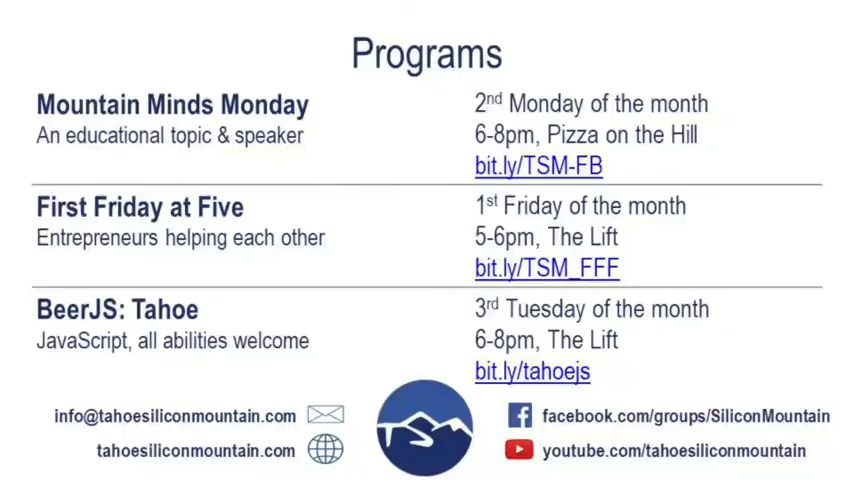 Programs
Mountain Minds Monday
An educational topic & speaker
2nd Monday of the month
6-8pm, Pizza on the Hill
bit.ly/TSM-FB
First Friday at Five
Entrepreneurs helping each other
1st Friday of the month
5-6pm, The Lift
bit.ly/TSM_FFF
BeerJS: Tahoe
JavaScript, all abilities welcome
3rd Tuesday of the month
6-8pm, The Lift
bit.ly/tahoejs
info@tahoesiliconmountain.com
tahoesiliconmountain.com
TS
facebook.com/groups/SiliconMountain
youtube.com/tahoesiliconmountain